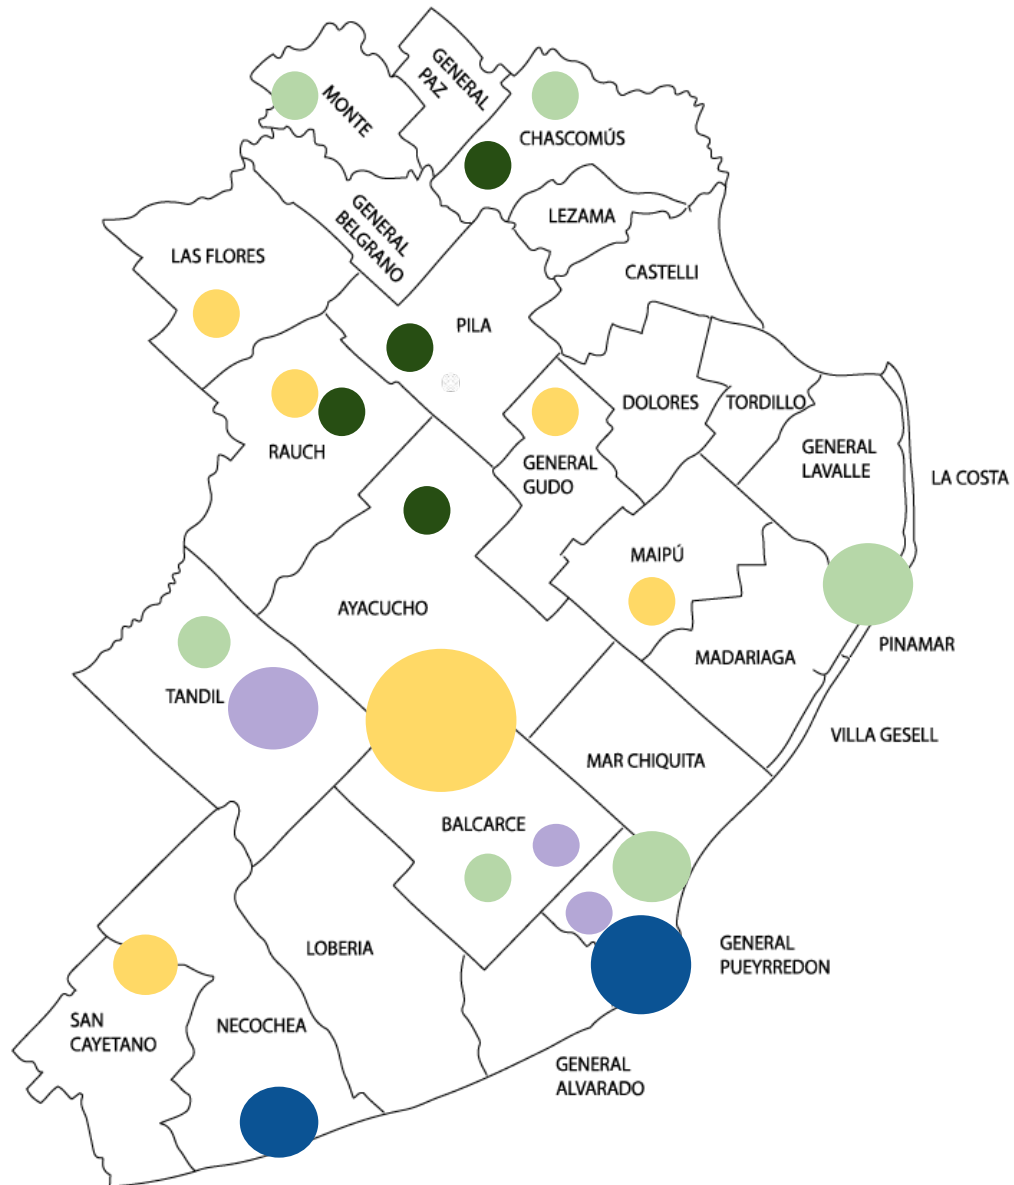 GENERAL
PAZ
MONTE
CHASCOMÚS
GENERAL
BELGRANO
LEZAMA
LAS FLORES
CASTELLI
PILA
DOLORES
TORDILLO
RAUCH
GENERAL
GUDO
GENERAL
LAVALLE
LA COSTA
MAIPÚ
AYACUCHO
PINAMAR
MADARIAGA
TANDIL
VILLA GESELL
MAR CHIQUITA
BALCARCE
LOBERIA
GENERAL
PUEYRREDON
SAN
CAYETANO
NECOCHEA
GENERAL
ALVARADO